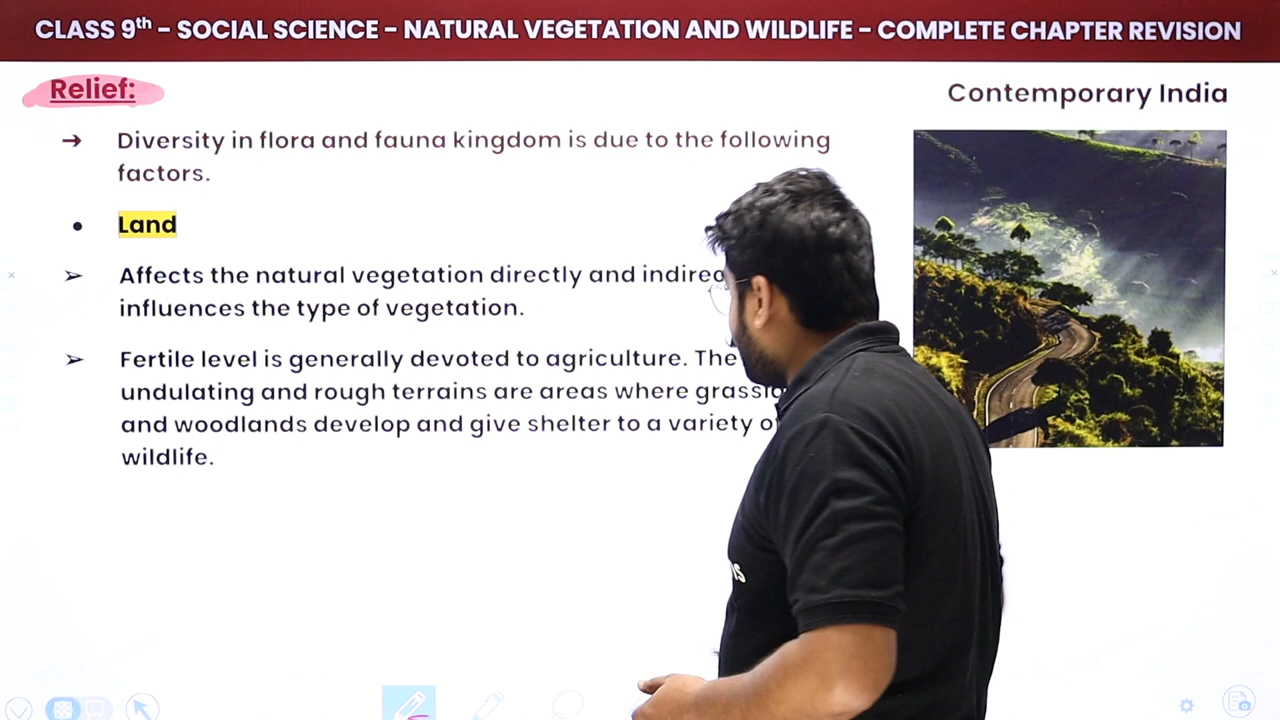 CLASS 9th – SOCIAL SCIENCE – NATURAL VEGETATION AND WILDLIFE – COMPLETE CHAPTER REVISION
Relief:
Contemporary India
→ Diversity in flora and fauna kingdom is due to the following
factors.
• Land
➢ Affects the natural vegetation directly and
influences the type of vegetation.
➢ Fertile level is generally devoted to agriculture. The
undulating and rough terrains are areas where
and woodlands develop and give shelter to a variety
wildlife.